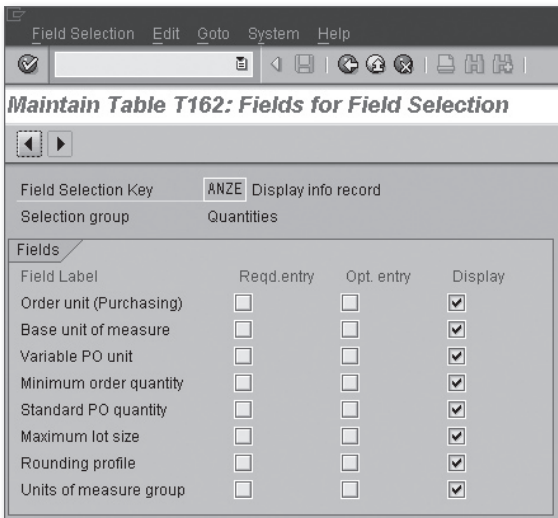 Field Selection Edit Goto System Help
Maintain Table T162: Fields for Field Selection
Field Selection Key ANZE Display info record
Selection group Quantities
Fields
Field Label Reqd.entry Opt. entry Display
Order unit (Purchasing)
Base unit of measure
Variable PO unit
Minimum order quantity
Standard PO quantity
Maximum lot size
Rounding profile
Units of measure group